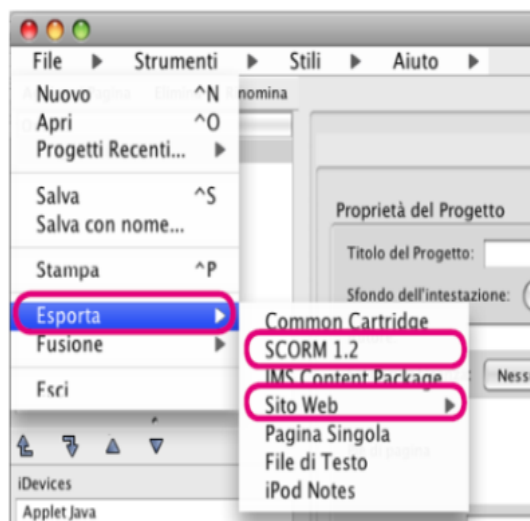 File Strumenti Stili Aiuto
nomina
Nuovo ^N
Apri ^O
Progetti Recenti...
Salva ^S
Salva con nome...
Stampa ^P
Esporta
Fusione
Esci
Common Cartridge
SCORM 1.2
IMS Content Package
Sito Web
Pagina Singola
File di Testo
iPod Notes
Proprietà del Progetto
Titolo del Progetto:
Sfondo dell'intestazione:
Ness
iDevices
Applet Java